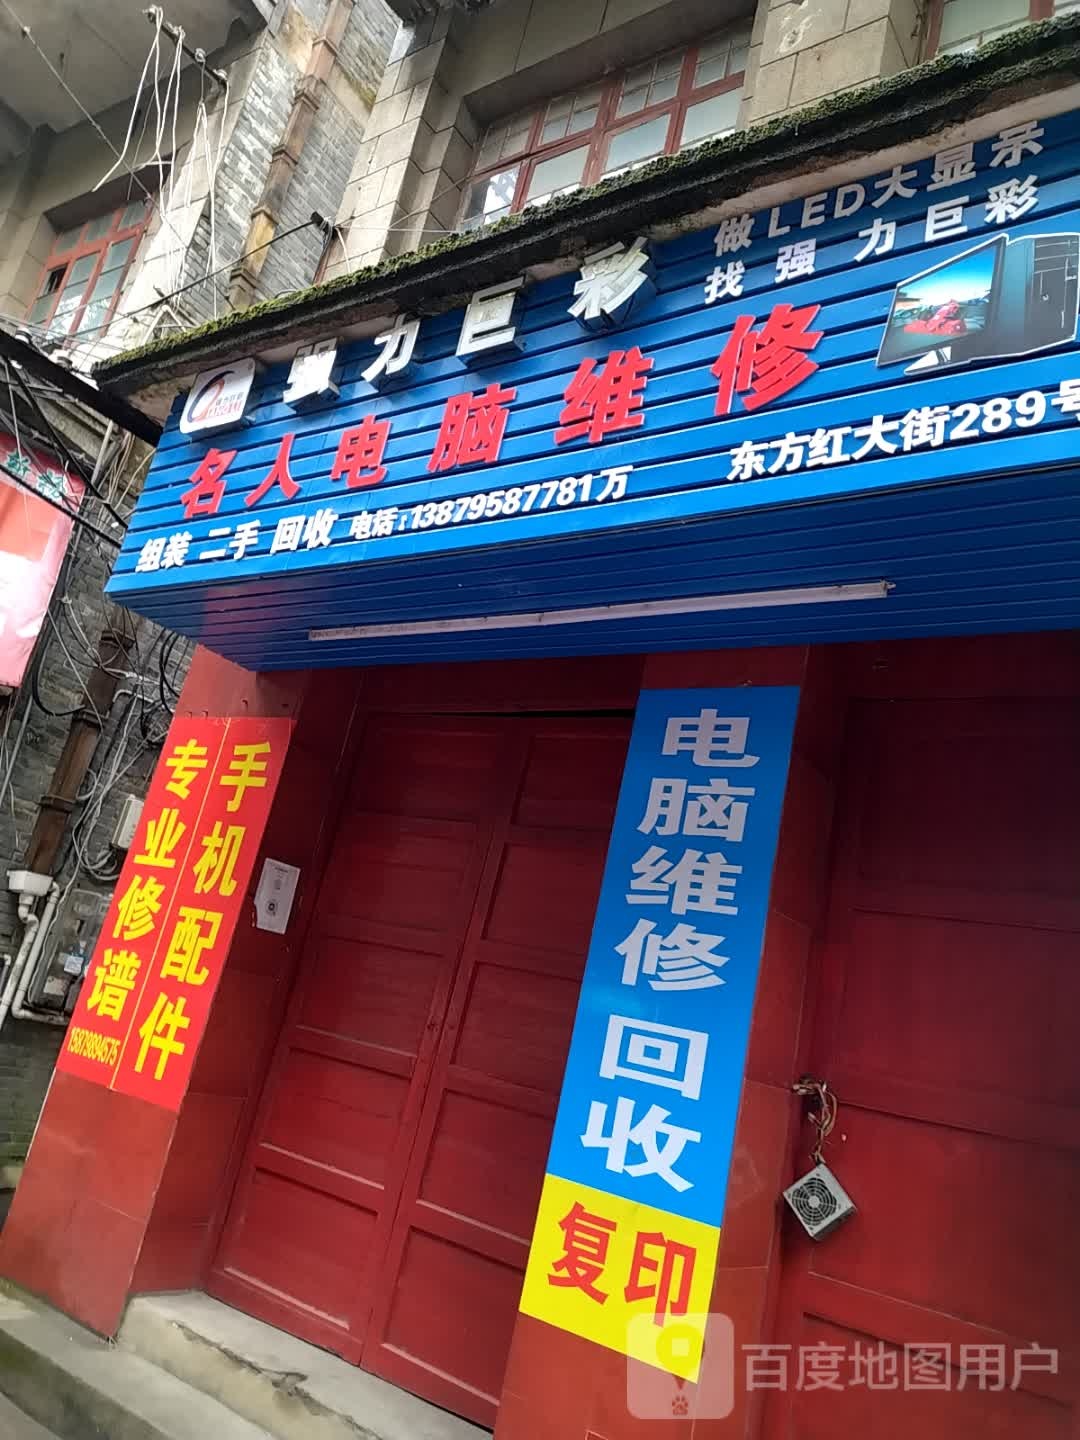 做LED大显示
找强力巨彩
强力巨彩
名人电脑维修
组装 二手 回收 电话:13879587781万
东方红大街289号
手机配件
专业修谱
15879894575
电脑维修 回收
复印
百度地图用户